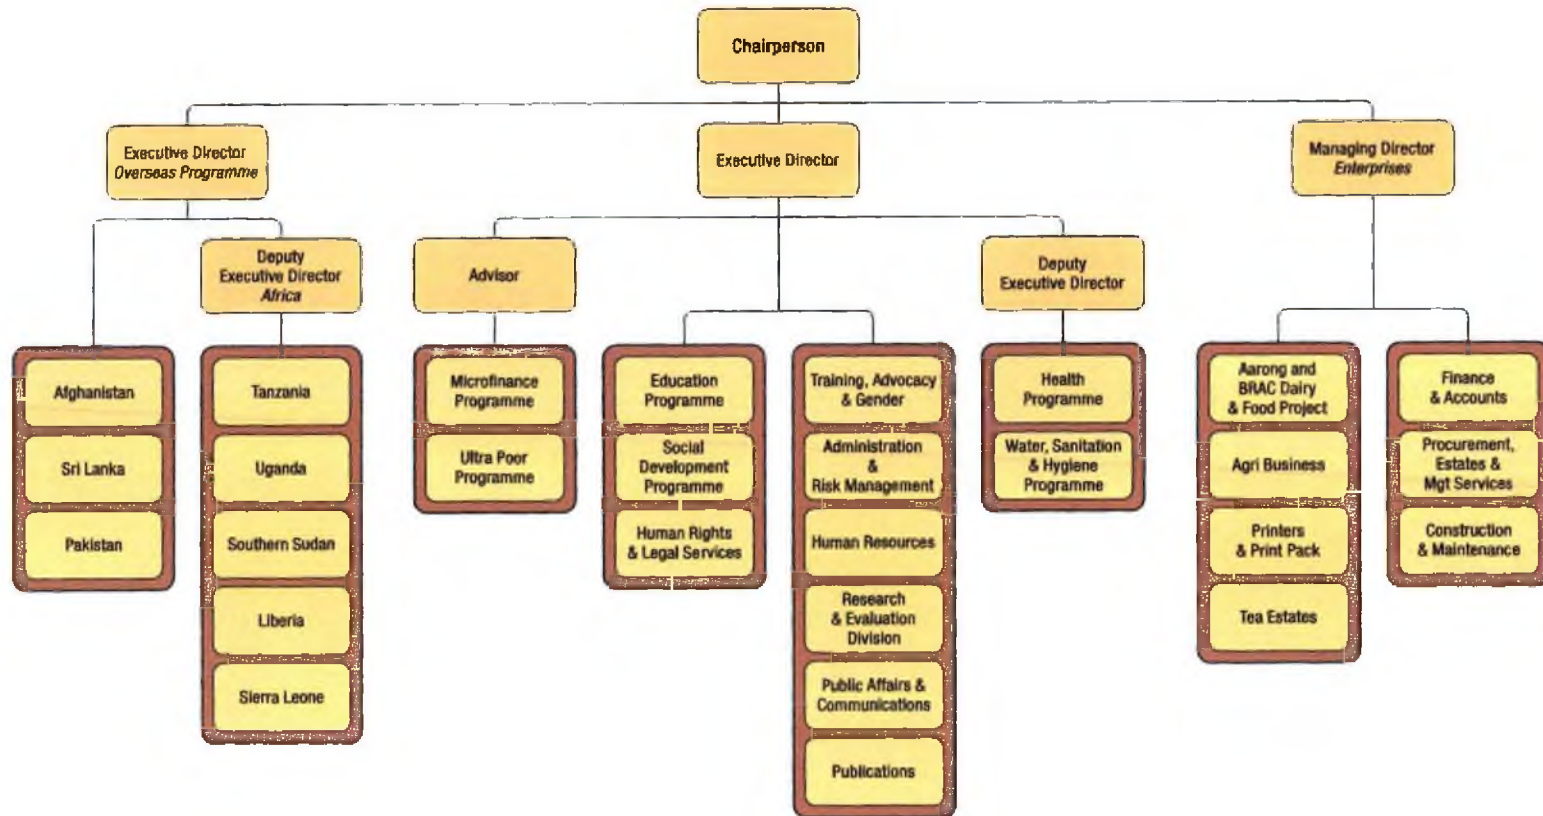 Chairperson
Executive Director
Overseas Programme
Executive Director
Managing Director
Enterprises
Deputy
Executive Director
Africa
Advisor
Deputy
Executive Director
Afghanistan
Sri Lanka
Pakistan
Tanzania
Uganda
Southern Sudan
Liberia
Sierra Leone
Microfinance
Programme
Ultra Poor
Programme
Education
Programme
Social
Development
Programme
Human Rights
& Legal Services
Training, Advocacy
& Gender
Administration
&
Risk Management
Human Resources
Research
& Evaluation
Division
Public Affairs &
Communications
Publications
Health
Programme
Water, Sanitation
& Hygiene
Programme
Aarong and
BRAC Dairy
& Food Project
Agri Business
Printers
& Print Pack
Tea Estates
Finance
& Accounts
Procurement,
Estates &
Mgt Services
Construction
& Maintenance